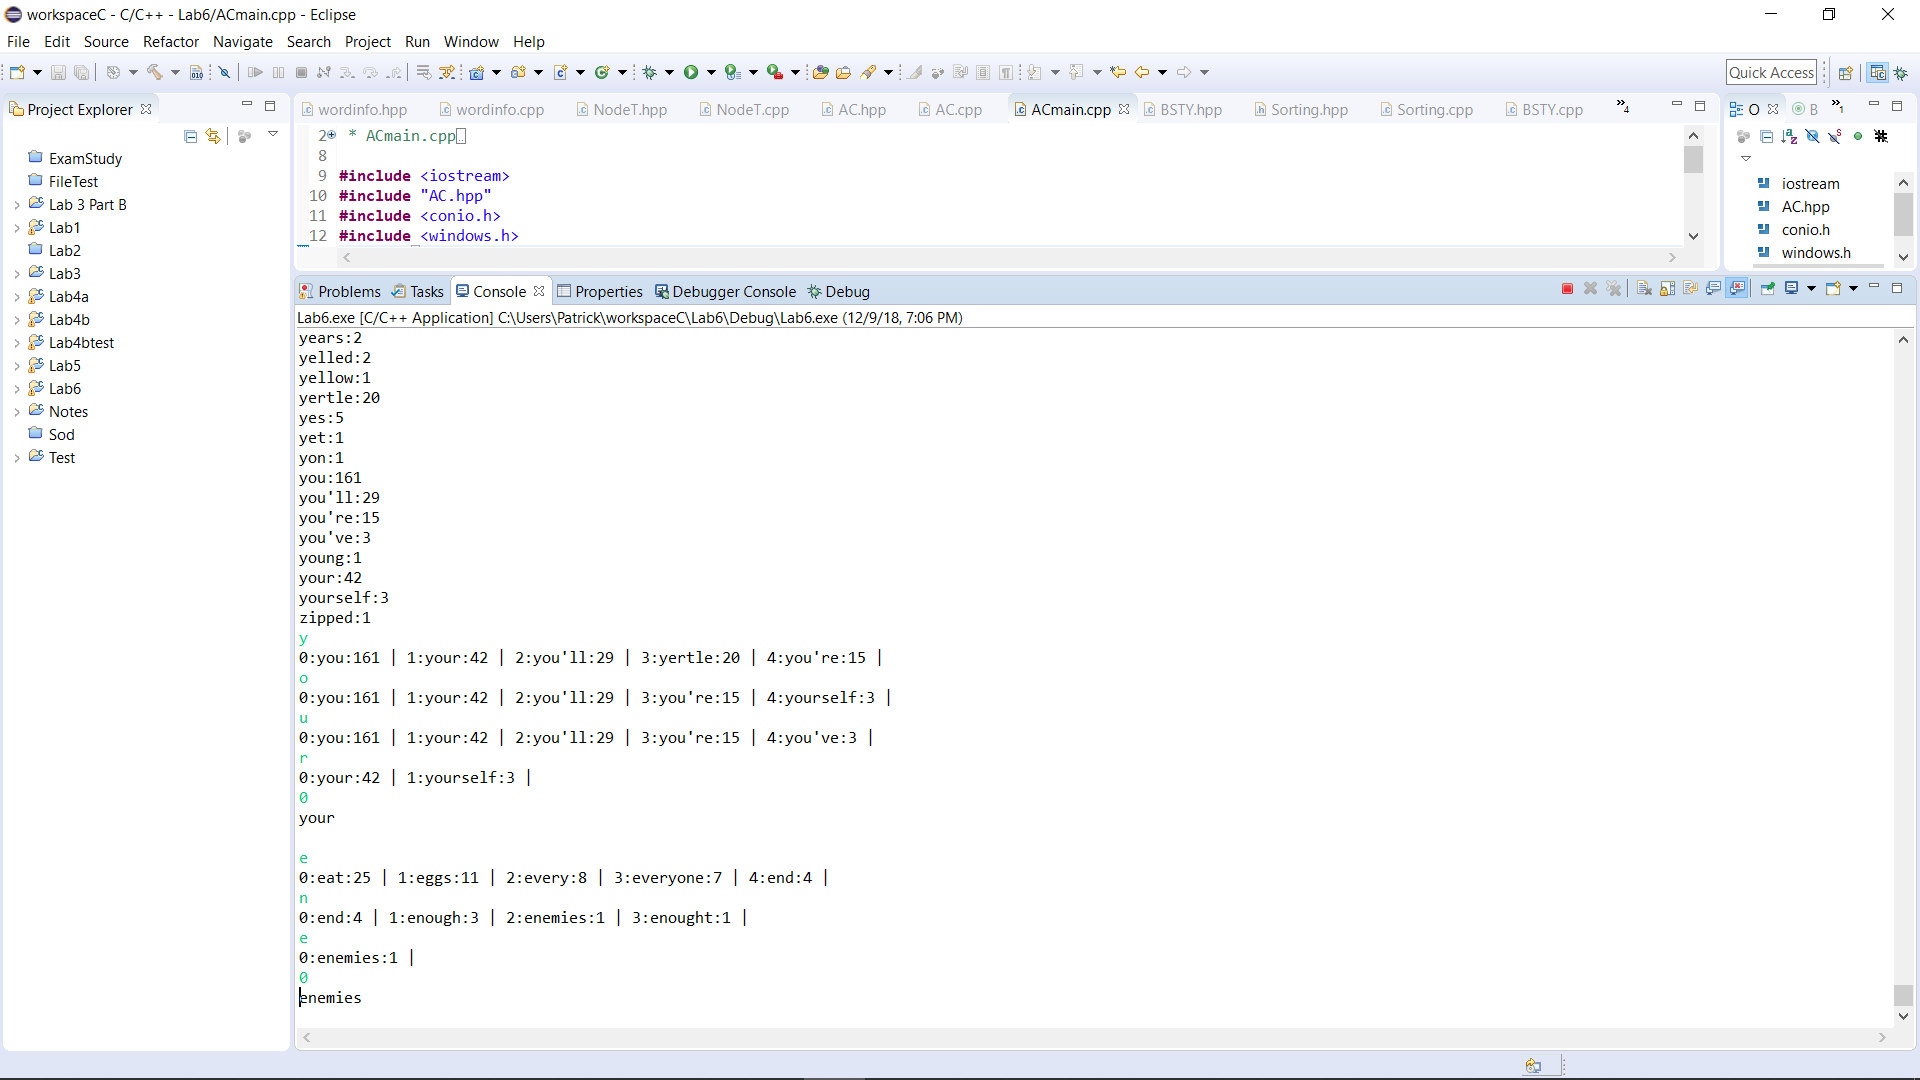 workspaceC - C/C++ - Lab6/ACmain.cpp - Eclipse
File Edit Source Refactor Navigate Search Project Run Window Help
Quick Access
Project Explorer
ExamStudy
FileTest
Lab 3 Part B
Lab1
Lab2
Lab3
Lab4a
Lab4b
Lab4btest
Lab5
Lab6
Notes
Sod
Test
wordinfo.hpp wordinfo.cpp NodeT.hpp NodeT.cpp AC.hpp AC.cpp ACmain.cpp BSTY.hpp Sorting.hpp Sorting.cpp BSTY.cpp »4
2 * ACmain.cpp
8
9 #include <iostream>
10 #include "AC.hpp"
11 #include <conio.h>
12 #include <windows.h>
O B »1
iostream
AC.hpp
conio.h
windows.h
Problems Tasks Console Properties Debugger Console Debug
Lab6.exe [C/C++ Application] C:\Users\Patrick\workspaceC\Lab6\Debug\Lab6.exe (12/9/18, 7:06 PM)
years:2
yelled:2
yellow:1
yertle:20
yes:5
yet:1
yon:1
you:161
you'll:29
you're:15
you've:3
young:1
your:42
yourself:3
zipped:1
y
0:you:161 | 1:your:42 | 2:you'll:29 | 3:yertle:20 | 4:you're:15 |
o
0:you:161 | 1:your:42 | 2:you'll:29 | 3:you're:15 | 4:yourself:3 |
u
0:you:161 | 1:your:42 | 2:you'll:29 | 3:you're:15 | 4:you've:3 |
r
0:your:42 | 1:yourself:3 |
0
your
e
0:eat:25 | 1:eggs:11 | 2:every:8 | 3:everyone:7 | 4:end:4 |
n
0:end:4 | 1:enough:3 | 2:enemies:1 | 3:enought:1 |
e
0:enemies:1 |
0
enemies